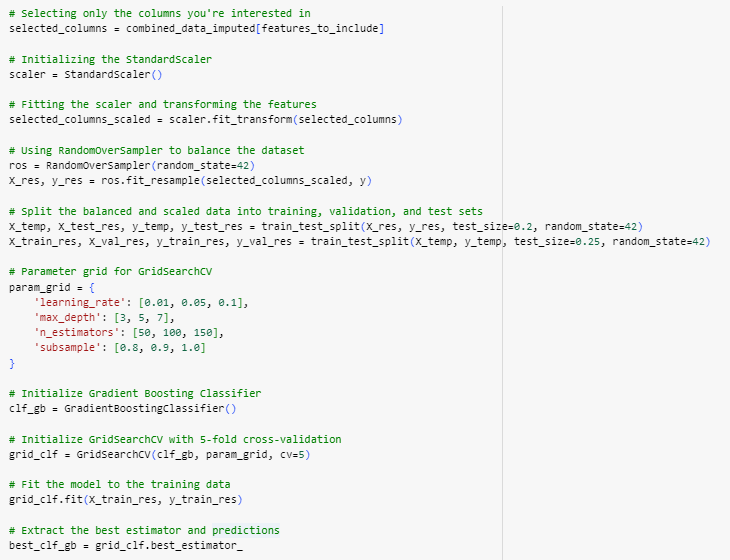 # Selecting only the columns you're interested in
selected_columns = combined_data_imputed[features_to_include]
# Initializing the StandardScaler
scaler = StandardScaler()
# Fitting the scaler and transforming the features
selected_columns_scaled = scaler.fit_transform(selected_columns)
# Using RandomOverSampler to balance the dataset
ros = RandomOverSampler(random_state=42)
X_res, y_res = ros.fit_resample(selected_columns_scaled, y)
# Split the balanced and scaled data into training, validation, and test sets
X_temp, X_test_res, y_temp, y_test_res = train_test_split(X_res, y_res, test_size=0.2, random_state=42)
X_train_res, X_val_res, y_train_res, y_val_res = train_test_split(X_temp, y_temp, test_size=0.25, random_state=42)
# Parameter grid for GridSearchCV
param_grid = {
    'learning_rate': [0.01, 0.05, 0.1],
    'max_depth': [3, 5, 7],
    'n_estimators': [50, 100, 150],
    'subsample': [0.8, 0.9, 1.0]
}
# Initialize Gradient Boosting Classifier
clf_gb = GradientBoostingClassifier()
# Initialize GridSearchCV with 5-fold cross-validation
grid_clf = GridSearchCV(clf_gb, param_grid, cv=5)
# Fit the model to the training data
grid_clf.fit(X_train_res, y_train_res)
# Extract the best estimator and predictions
best_clf_gb = grid_clf.best_estimator_